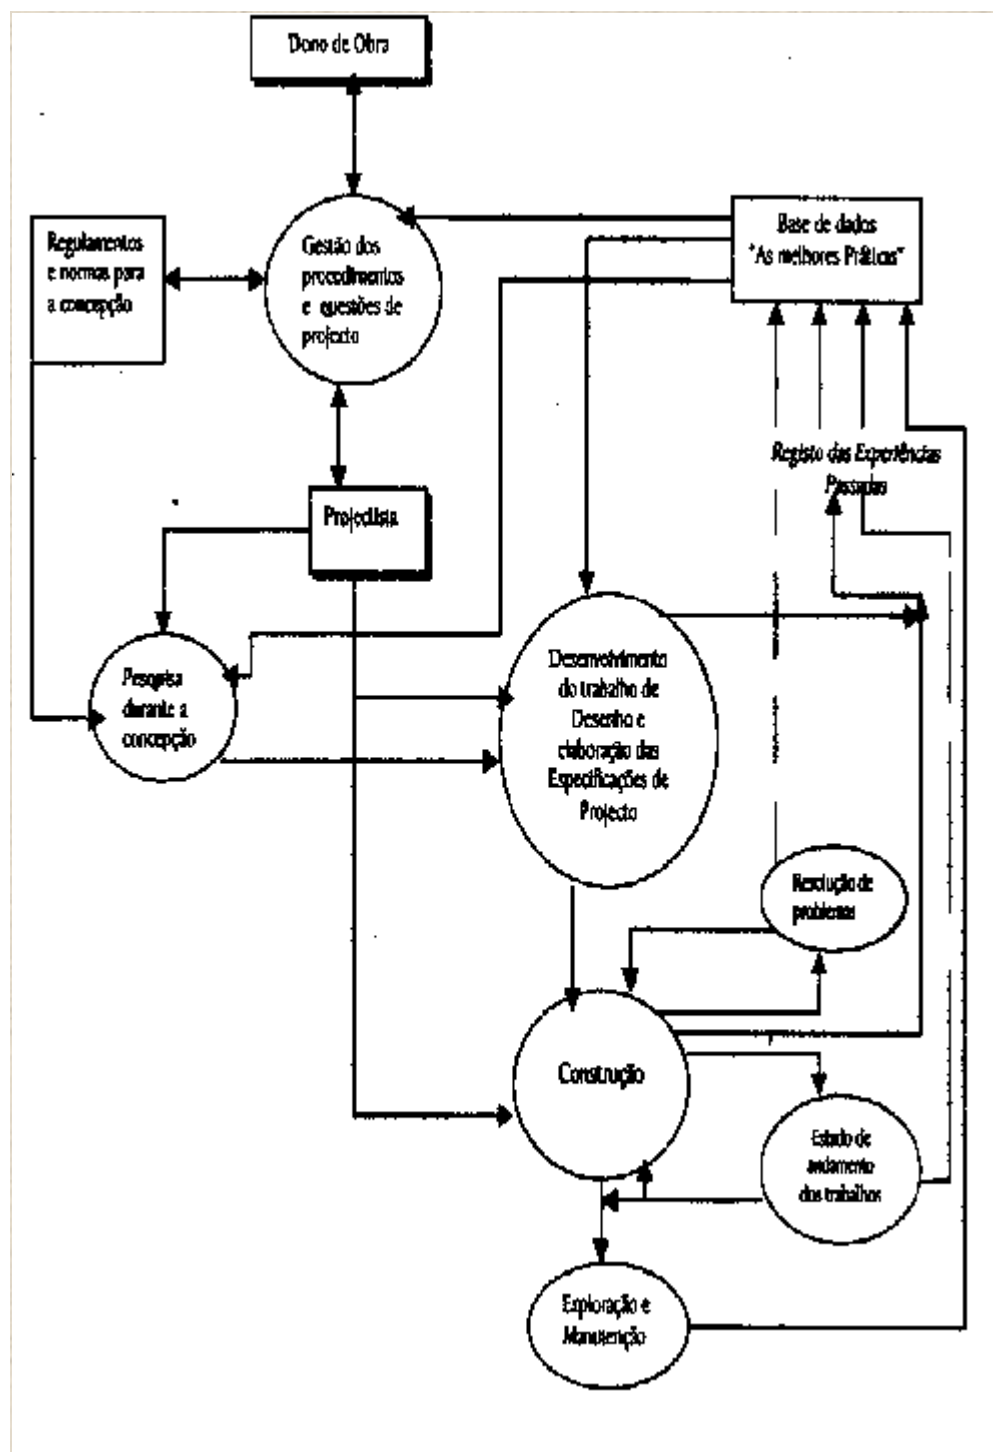 Dono de Obra
Regulamentos
e normas para
a concepção
Gestão dos
procedimentos
e questões de
projecto
Base de dados
"As melhores Práticas"
Registo das Experiências
Passadas
Projectista
Pesquisa
durante a
concepção
Desenvolvimento
do trabalho de
Desenho e
elaboração das
Especificações de
Projecto
Resolução de
problemas
Construção
Estado de
andamento
dos trabalhos
Exploração e
Manutenção